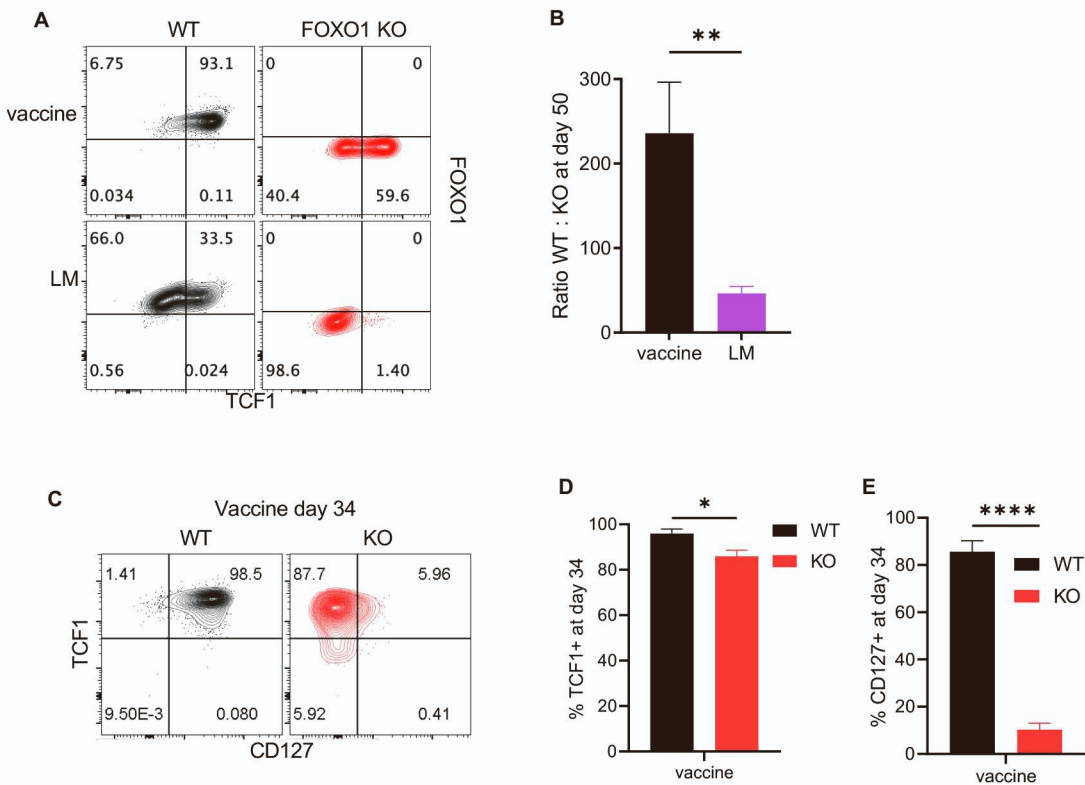 A
WT
FOXO1 KO
vaccine
6.75
93.1
0
0
0.034
0.11
40.4
59.6
FOXO1
LM
66.0
33.5
0
0
0.56
0.024
98.6
1.40
TCF1
B
**
Ratio WT : KO at day 50
300
200
100
0
vaccine
LM
C
Vaccine day 34
WT
KO
TCF1
1.41
98.5
87.7
5.96
9.50E-3
0.080
5.92
0.41
CD127
D
*
% TCF1+ at day 34
100
80
60
40
20
0
vaccine
WT
KO
E
****
% CD127+ at day 34
100
80
60
40
20
0
vaccine
WT
KO